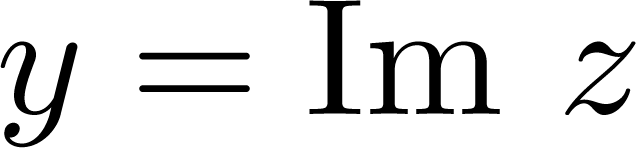 y = Im z